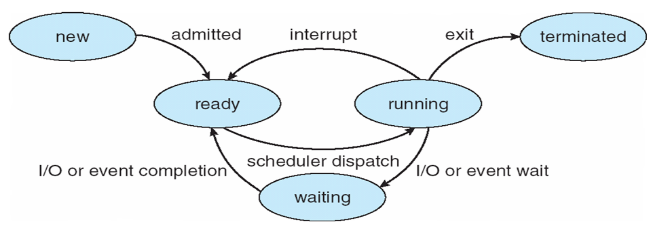 new
admitted
interrupt
exit
terminated
ready
running
scheduler dispatch
I/O or event completion
I/O or event wait
waiting